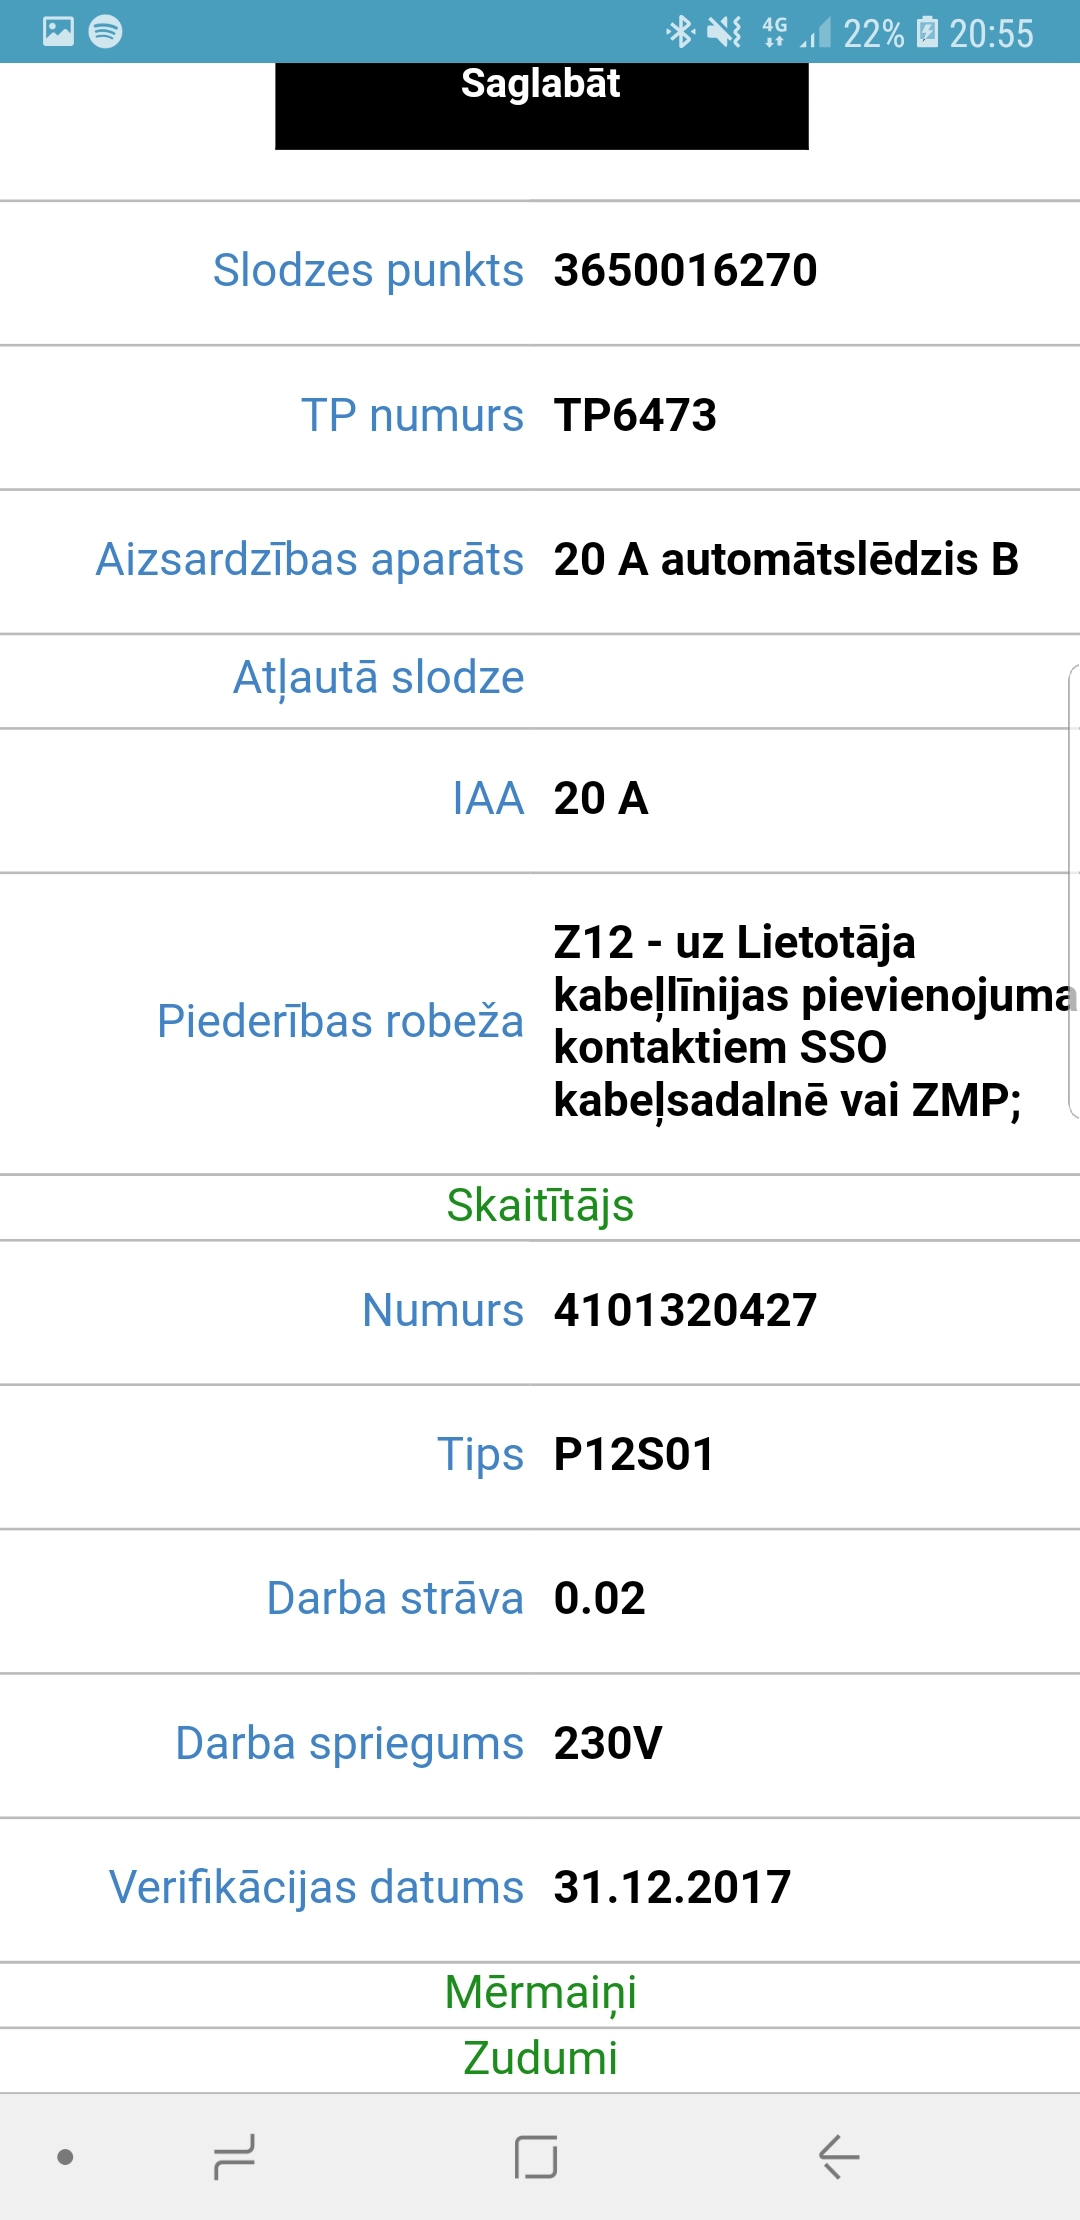 4G 22% 20:55
Saglabāt
Slodzes punkts 3650016270
TP numurs TP6473
Aizsardzības aparāts 20 A automātslēdzis B
Atļautā slodze
IAA 20 A
Piederības robeža Z12 - uz Lietotāja
kabeļlīnijas pievienojuma
kontaktiem SSO
kabeļsadalnē vai ZMP;
Skaitītājs
Numurs 4101320427
Tips P12S01
Darba strāva 0.02
Darba spriegums 230V
Verifikācijas datums 31.12.2017
Mērmaiņi
Zudumi